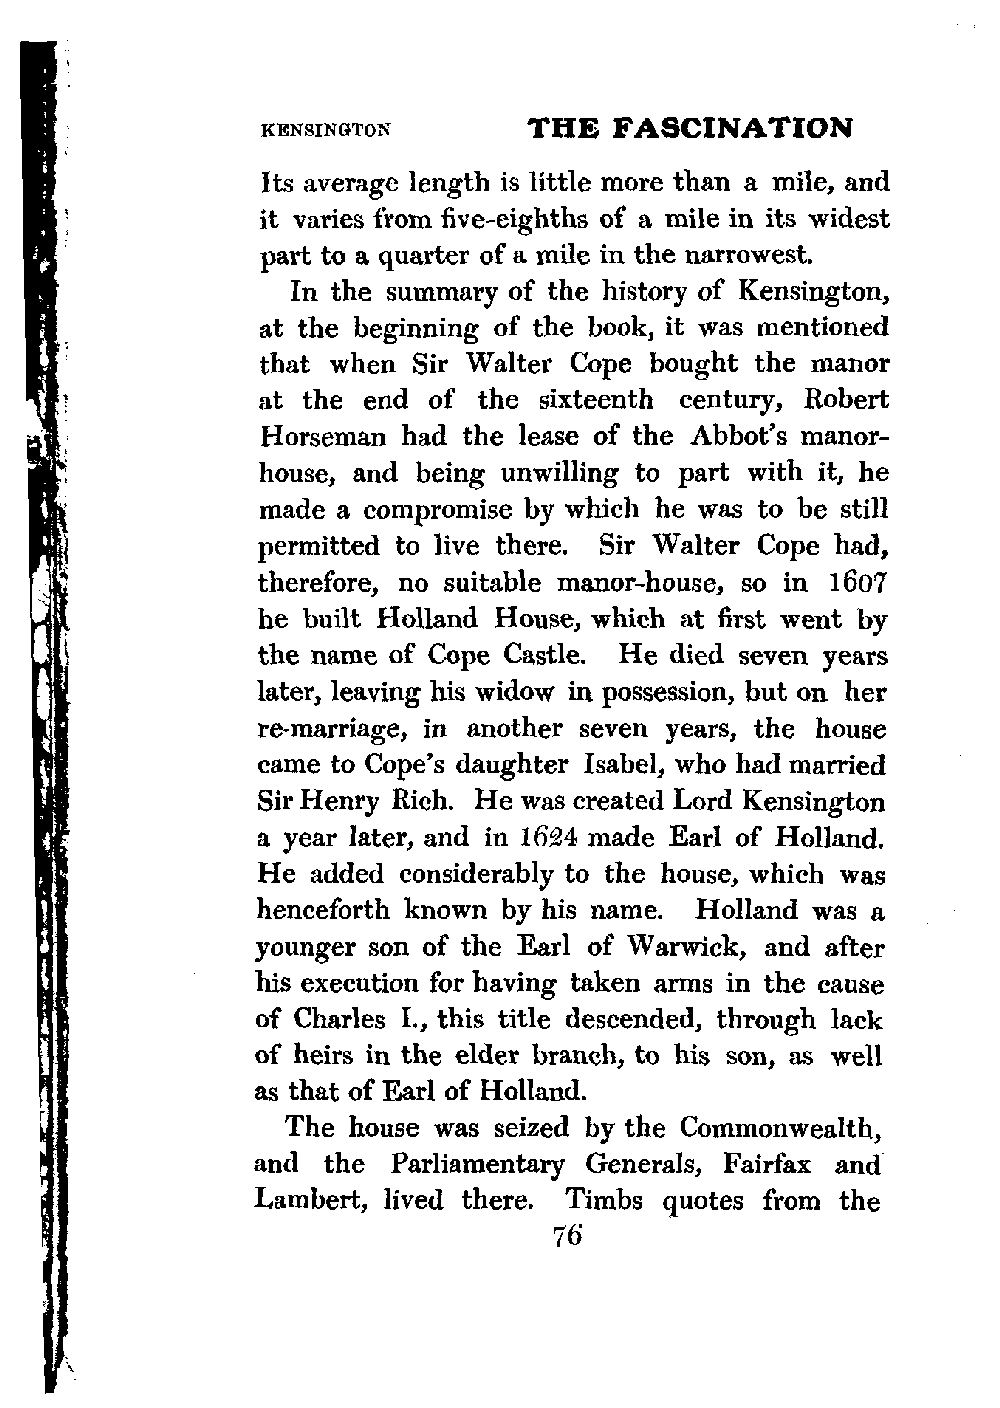 KENSINGTON THE FASCINATION
Its average length is little more than a mile, and
it varies from five-eighths of a mile in its widest
part to a quarter of a mile in the narrowest.
In the summary of the history of Kensington,
at the beginning of the book, it was mentioned
that when Sir Walter Cope bought the manor
at the end of the sixteenth century, Robert
Horseman had the lease of the Abbot's manor-
house, and being unwilling to part with it, he
made a compromise by which he was to be still
permitted to live there. Sir Walter Cope had,
therefore, no suitable manor-house, so in 1607
he built Holland House, which at first went by
the name of Cope Castle. He died seven years
later, leaving his widow in possession, but on her
re-marriage, in another seven years, the house
came to Cope's daughter Isabel, who had married
Sir Henry Rich. He was created Lord Kensington
a year later, and in 1624 made Earl of Holland.
He added considerably to the house, which was
henceforth known by his name. Holland was a
younger son of the Earl of Warwick, and after
his execution for having taken arms in the cause
of Charles I., this title descended, through lack
of heirs in the elder branch, to his son, as well
as that of Earl of Holland.
The house was seized by the Commonwealth,
and the Parliamentary Generals, Fairfax and
Lambert, lived there. Timbs quotes from the
76